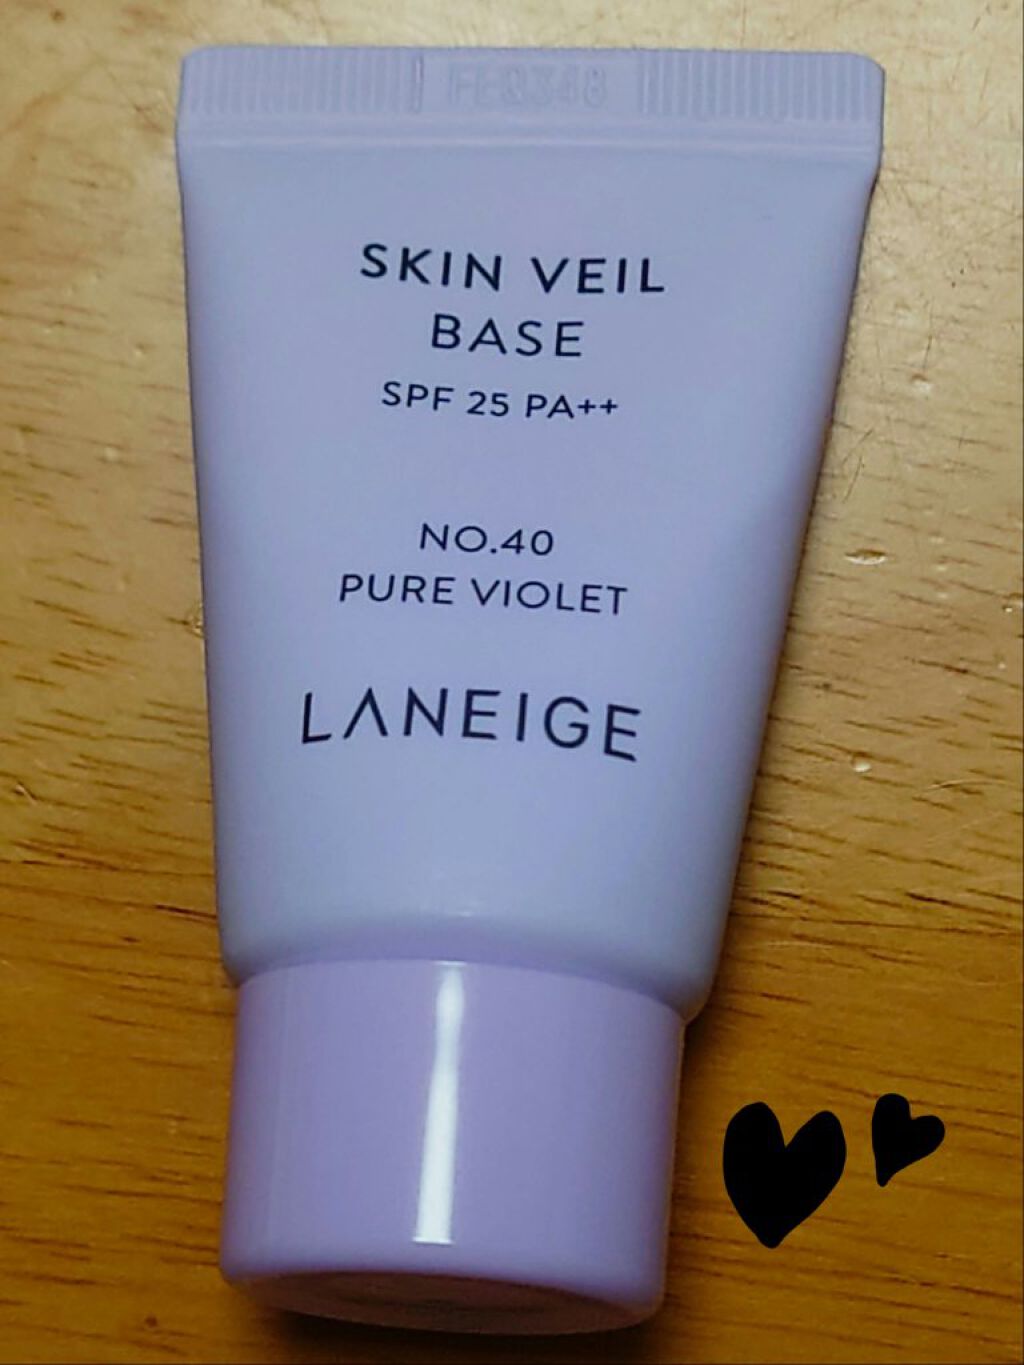 SKIN VEIL
BASE
SPF 25 PA++
NO.40
PURE VIOLET
LANEIGE